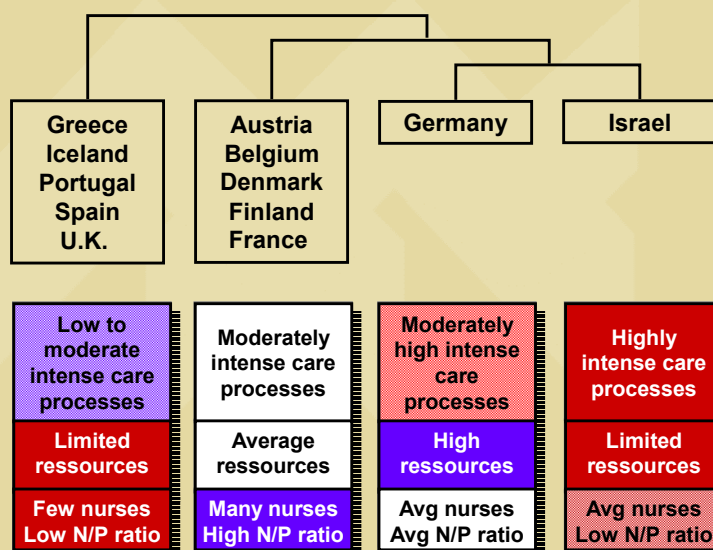 Greece
Iceland
Portugal
Spain
U.K.
Austria
Belgium
Denmark
Finland
France
Germany
Israel
Low to
moderate
intense care
processes
Limited
ressources
Few nurses
Low N/P ratio
Moderately
intense care
processes
Average
ressources
Many nurses
High N/P ratio
Moderately
high intense
care
processes
High
ressources
Avg nurses
Avg N/P ratio
Highly
intense care
processes
Limited
ressources
Avg nurses
Low N/P ratio